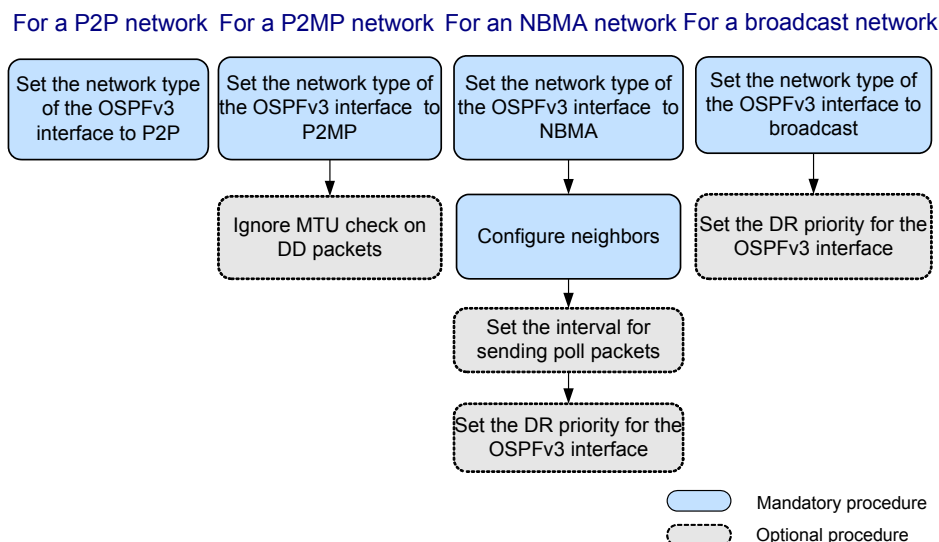 For a P2P network
For a P2MP network
For an NBMA network
For a broadcast network
Set the network type
of the OSPFv3
interface to P2P
Set the network type of
the OSPFv3 interface to
P2MP
Set the network type of
the OSPFv3 interface to
NBMA
Set the network type of
the OSPFv3 interface to
broadcast
Ignore MTU check on
DD packets
Configure neighbors
Set the DR priority for the
OSPFv3 interface
Set the interval for
sending poll packets
Set the DR priority for the
OSPFv3 interface
Mandatory procedure
Optional procedure